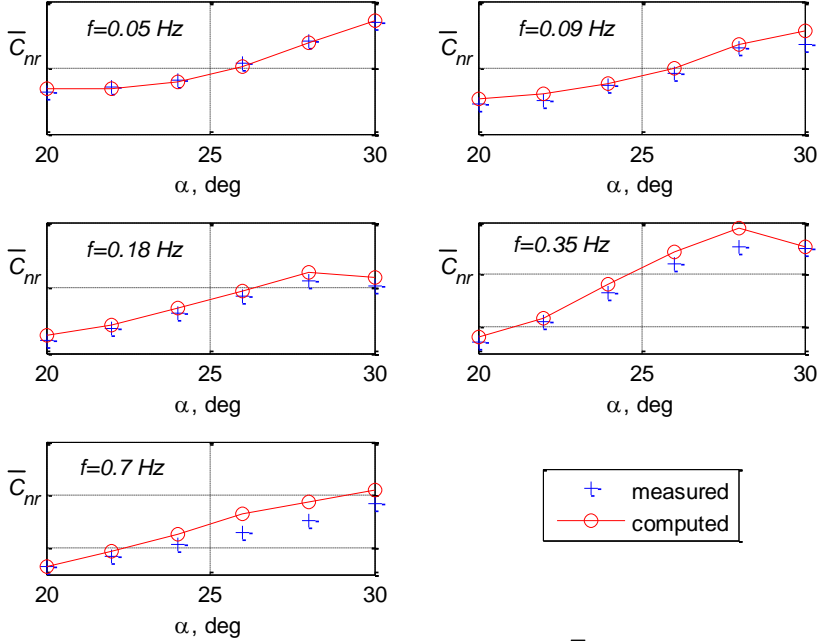 f=0.05 Hz
C̅nr
20 25 30
α, deg
f=0.09 Hz
C̅nr
20 25 30
α, deg
f=0.18 Hz
C̅nr
20 25 30
α, deg
f=0.35 Hz
C̅nr
20 25 30
α, deg
f=0.7 Hz
C̅nr
20 25 30
α, deg
measured
computed